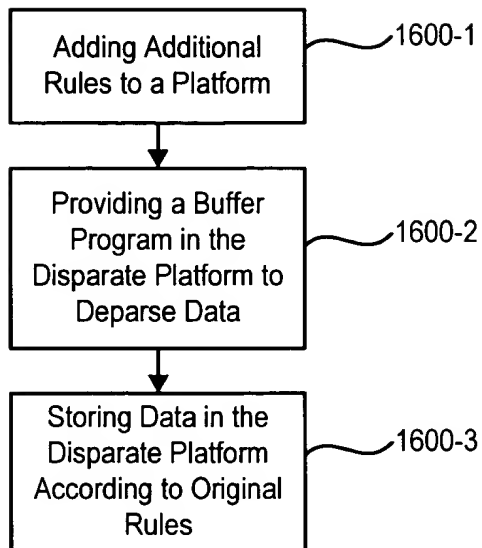 Adding Additional
Rules to a Platform
1600-1
Providing a Buffer
Program in the
Disparate Platform to
Deparse Data
1600-2
Storing Data in the
Disparate Platform
According to Original
Rules
1600-3